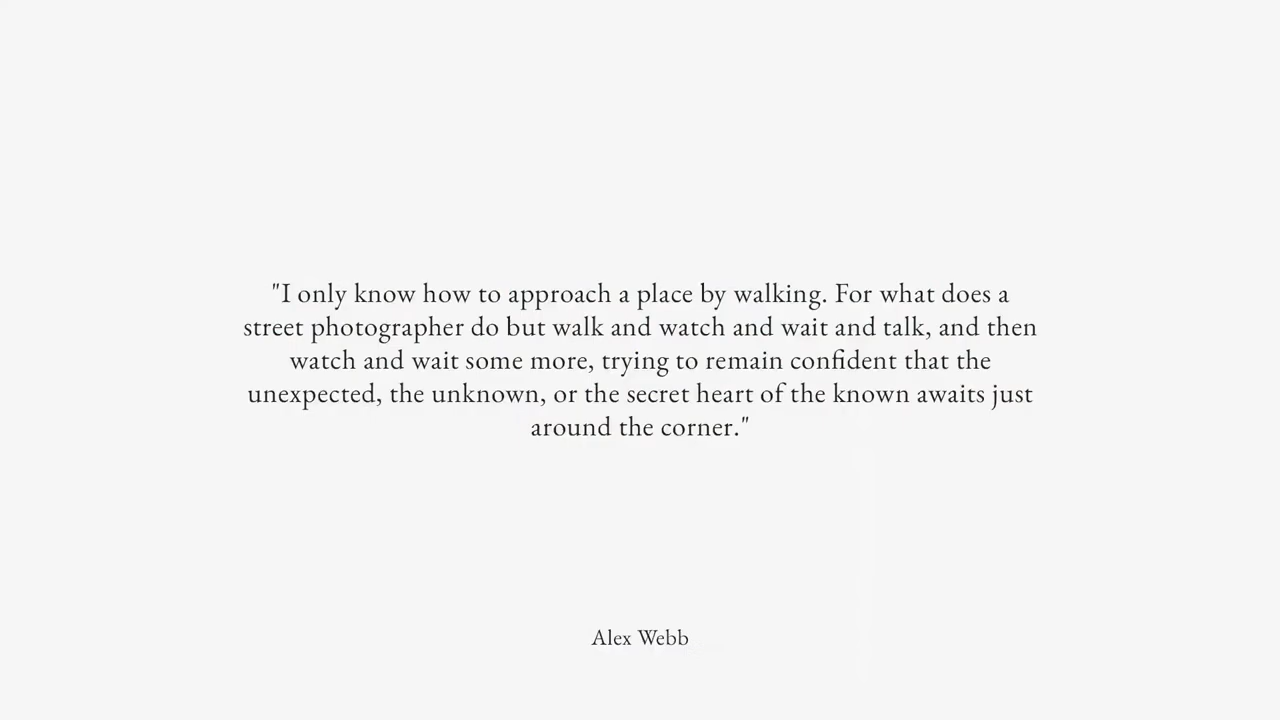 "I only know how to approach a place by walking. For what does a
street photographer do but walk and watch and wait and talk, and then
watch and wait some more, trying to remain confident that the
unexpected, the unknown, or the secret heart of the known awaits just
around the corner."
Alex Webb